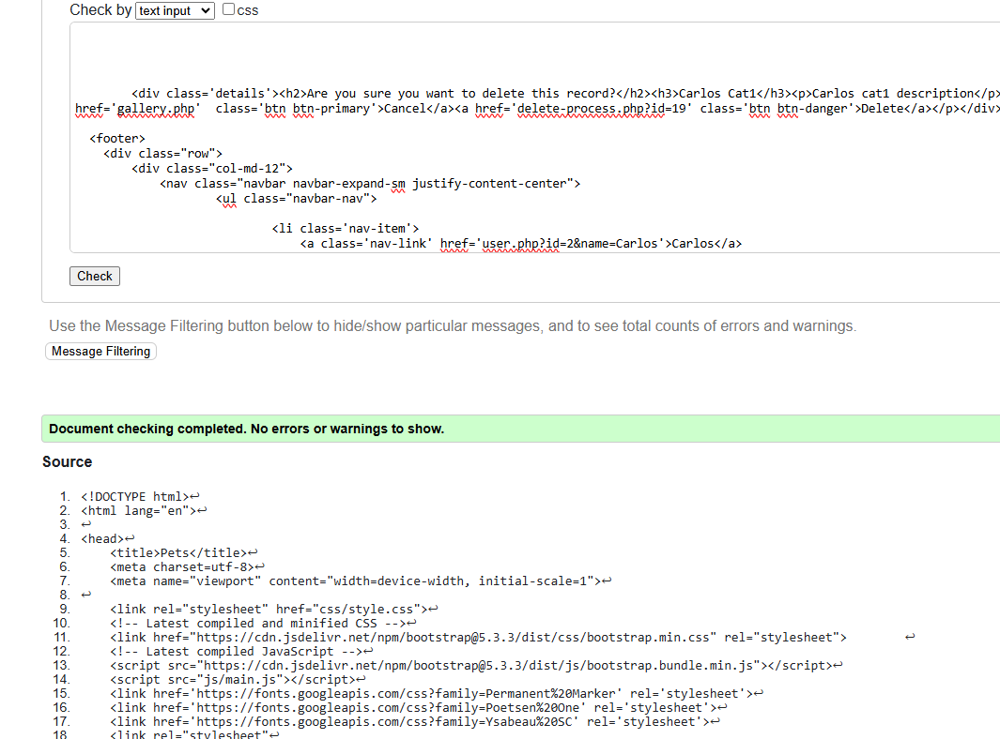 Check by text input css
<div class='details'><h2>Are you sure you want to delete this record?</h2><h3>Carlos Cat1</h3><p>Carlos cat1 description</p>
href='gallery.php'  class='btn btn-primary'>Cancel</a><a href='delete-process.php?id=19' class='btn btn-danger'>Delete</a></p></div>
<footer>
<div class="row">
<div class="col-md-12">
<nav class="navbar navbar-expand-sm justify-content-center">
<ul class="navbar-nav">
<li class='nav-item'>
<a class='nav-link' href='user.php?id=2&name=Carlos'>Carlos</a>
Check
Use the Message Filtering button below to hide/show particular messages, and to see total counts of errors and warnings.
Message Filtering
Document checking completed. No errors or warnings to show.
Source
1. <!DOCTYPE html>↩
2. <html lang="en">↩
3. ↩
4. <head>↩
5. <title>Pets</title>↩
6. <meta charset=utf-8>↩
7. <meta name="viewport" content="width=device-width, initial-scale=1">↩
8. ↩
9. <link rel="stylesheet" href="css/style.css">↩
10. <!-- Latest compiled and minified CSS -->↩
11. <link href="https://cdn.jsdelivr.net/npm/bootstrap@5.3.3/dist/css/bootstrap.min.css" rel="stylesheet"> ↩
12. <!-- Latest compiled JavaScript -->↩
13. <script src="https://cdn.jsdelivr.net/npm/bootstrap@5.3.3/dist/js/bootstrap.bundle.min.js"></script>↩
14. <script src="js/main.js"></script>↩
15. <link href='https://fonts.googleapis.com/css?family=Permanent%20Marker' rel='stylesheet'>↩
16. <link href='https://fonts.googleapis.com/css?family=Poetsen%20One' rel='stylesheet'>↩
17. <link href='https://fonts.googleapis.com/css?family=Ysabeau%20SC' rel='stylesheet'>↩
18 <link rel="stylesheet"↩